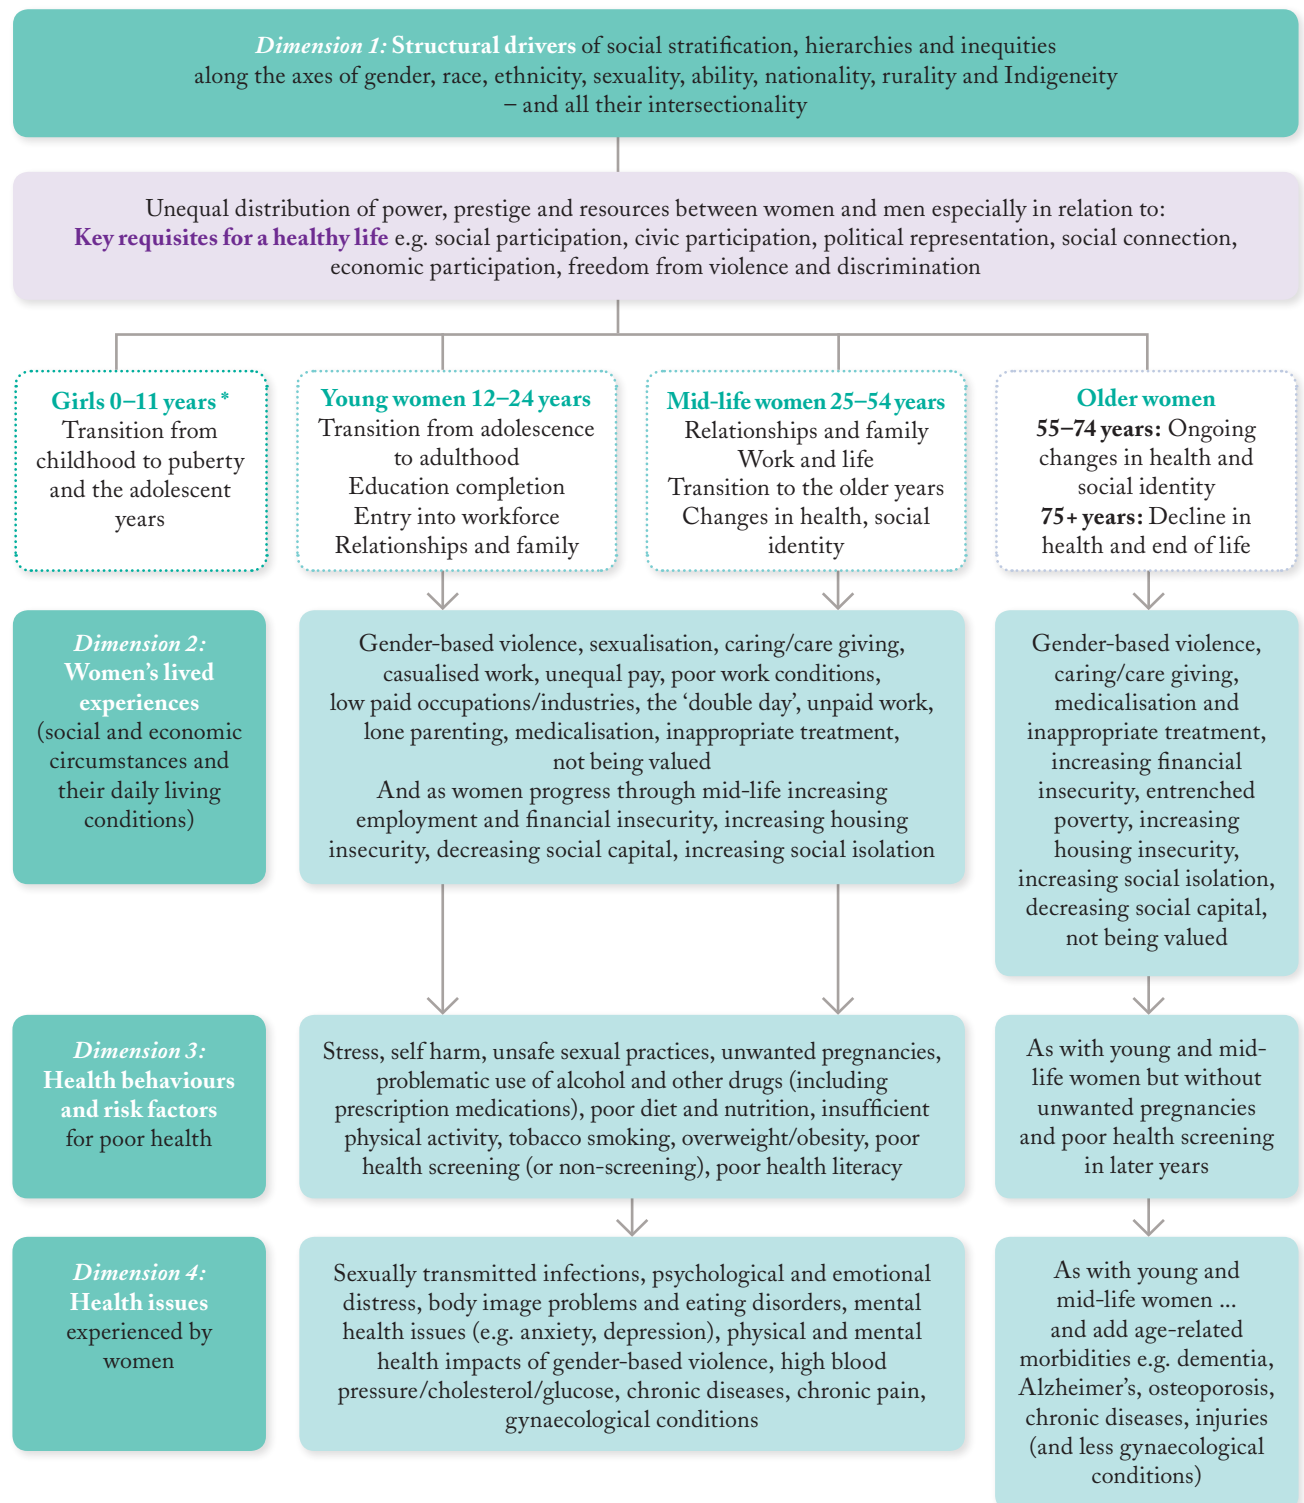 Dimension 1: Structural drivers of social stratification, hierarchies and inequities
along the axes of gender, race, ethnicity, sexuality, ability, nationality, rurality and Indigeneity
– and all their intersectionality
Unequal distribution of power, prestige and resources between women and men especially in relation to:
Key requisites for a healthy life e.g. social participation, civic participation, political representation, social connection,
economic participation, freedom from violence and discrimination
Girls 0–11 years *
Transition from
childhood to puberty
and the adolescent
years
Young women 12–24 years
Transition from adolescence
to adulthood
Education completion
Entry into workforce
Relationships and family
Mid-life women 25–54 years
Relationships and family
Work and life
Transition to the older years
Changes in health, social
identity
Older women
55–74 years: Ongoing
changes in health and
social identity
75+ years: Decline in
health and end of life
Dimension 2:
Women’s lived
experiences
(social and economic
circumstances and
their daily living
conditions)
Gender-based violence, sexualisation, caring/care giving,
casualised work, unequal pay, poor work conditions,
low paid occupations/industries, the ‘double day’, unpaid work,
lone parenting, medicalisation, inappropriate treatment,
not being valued
And as women progress through mid-life increasing
employment and financial insecurity, increasing housing
insecurity, decreasing social capital, increasing social isolation
Gender-based violence,
caring/care giving,
medicalisation and
inappropriate treatment,
increasing financial
insecurity, entrenched
poverty, increasing
housing insecurity,
increasing social isolation,
decreasing social capital,
not being valued
Dimension 3:
Health behaviours
and risk factors
for poor health
Stress, self harm, unsafe sexual practices, unwanted pregnancies,
problematic use of alcohol and other drugs (including
prescription medications), poor diet and nutrition, insufficient
physical activity, tobacco smoking, overweight/obesity, poor
health screening (or non-screening), poor health literacy
As with young and mid-
life women but without
unwanted pregnancies
and poor health screening
in later years
Dimension 4:
Health issues
experienced by
women
Sexually transmitted infections, psychological and emotional
distress, body image problems and eating disorders, mental
health issues (e.g. anxiety, depression), physical and mental
health impacts of gender-based violence, high blood
pressure/cholesterol/glucose, chronic diseases, chronic pain,
gynaecological conditions
As with young and
mid-life women ...
and add age-related
morbidities e.g. dementia,
Alzheimer’s, osteoporosis,
chronic diseases, injuries
(and less gynaecological
conditions)